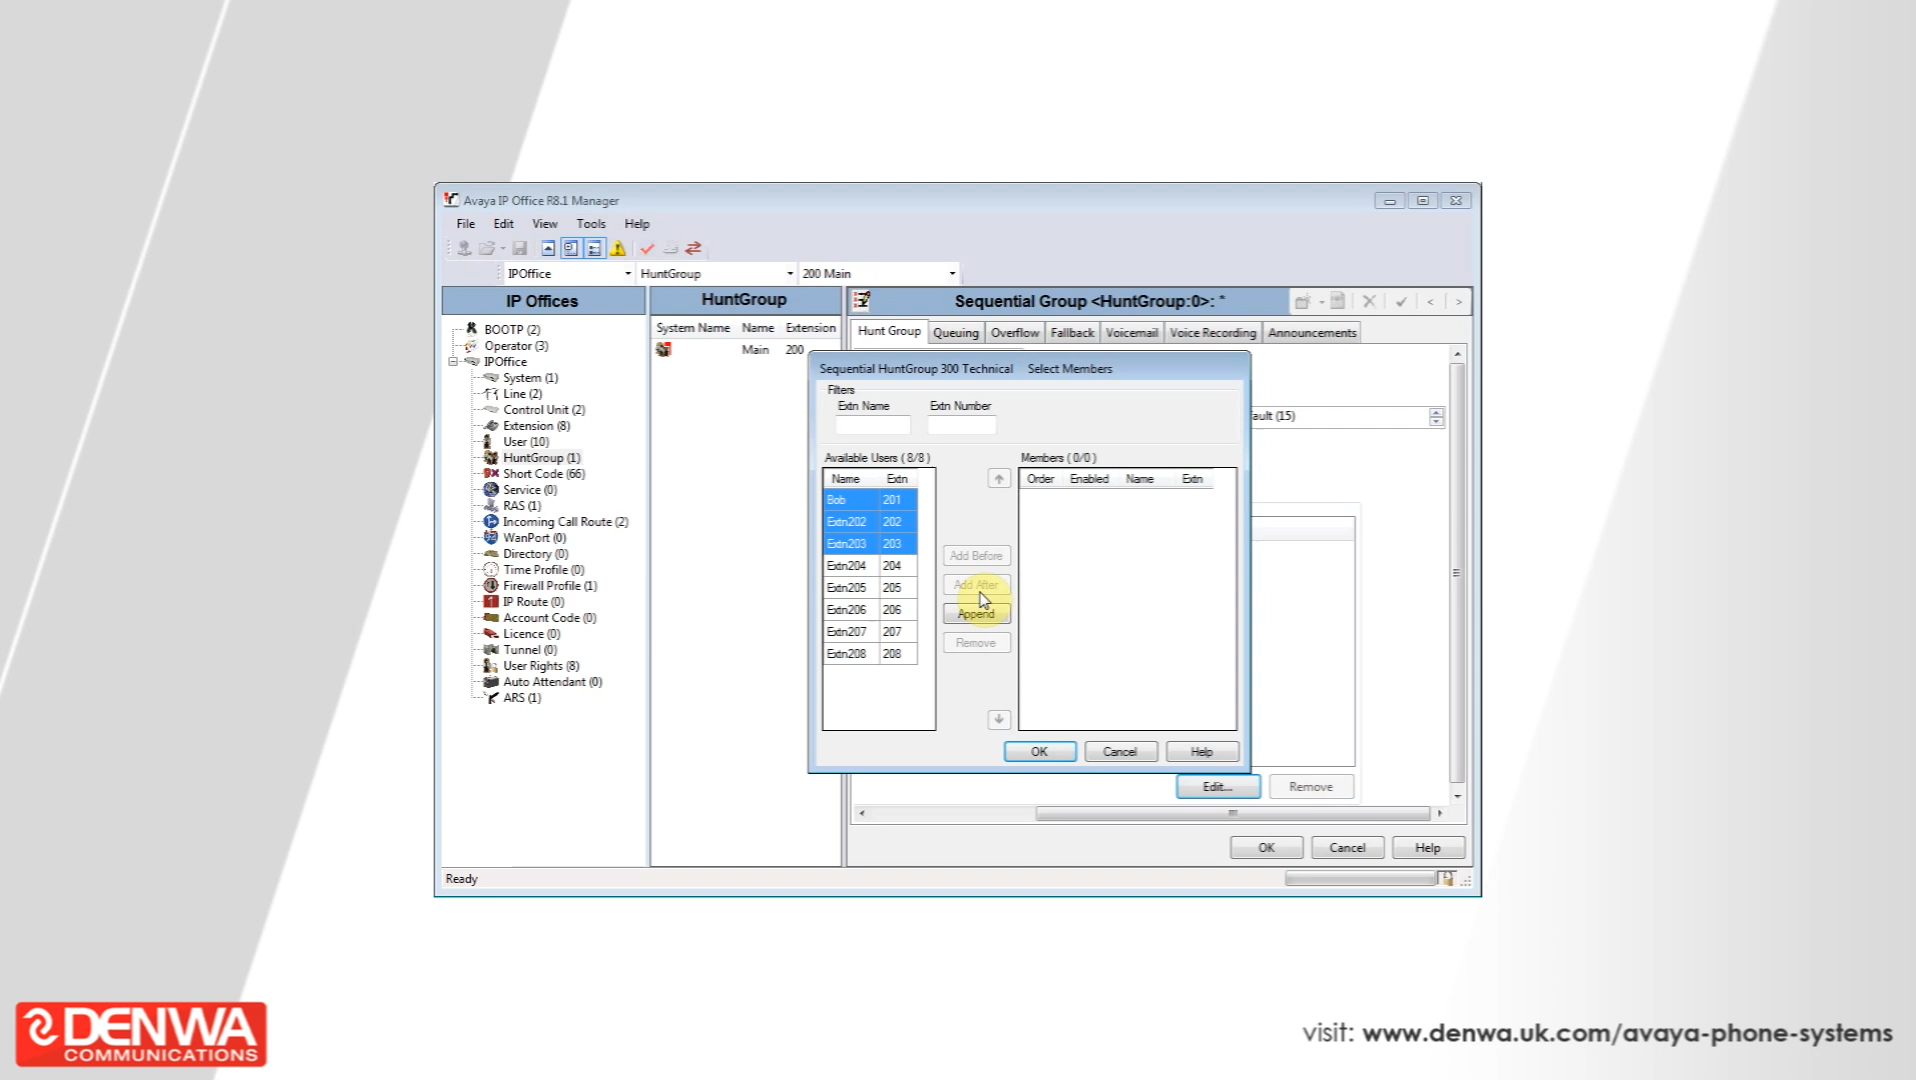 Avaya IP Office R8.1 Manager
File Edit View Tools Help
IPOffice HuntGroup 200 Main
IP Offices
BOOTP (2)
Operator (3)
IPOffice
System (1)
Line (2)
Control Unit (2)
Extension (8)
User (10)
HuntGroup (1)
Short Code (66)
Service (0)
RAS (1)
Incoming Call Route (2)
WanPort (0)
Directory (0)
Time Profile (0)
Firewall Profile (1)
IP Route (0)
Account Code (0)
Licence (0)
Tunnel (0)
User Rights (8)
Auto Attendant (0)
ARS (1)
HuntGroup
System Name Name Extension
Main 200
Sequential Group <HuntGroup:0>: *
Hunt Group Queuing Overflow Fallback Voicemail Voice Recording Announcements
ault (15)
Sequential HuntGroup 300 Technical Select Members
Filters
Extn Name Extn Number
Available Users ( 8/8 )
Name Extn
Bob 201
Extn202 202
Extn203 203
Extn204 204
Extn205 205
Extn206 206
Extn207 207
Extn208 208
Add Before
Add After
Append
Remove
Members ( 0/0 )
Order Enabled Name Extn
OK Cancel Help
Edit... Remove
OK Cancel Help
Ready
DENWA
COMMUNICATIONS
visit: www.denwa.uk.com/avaya-phone-systems